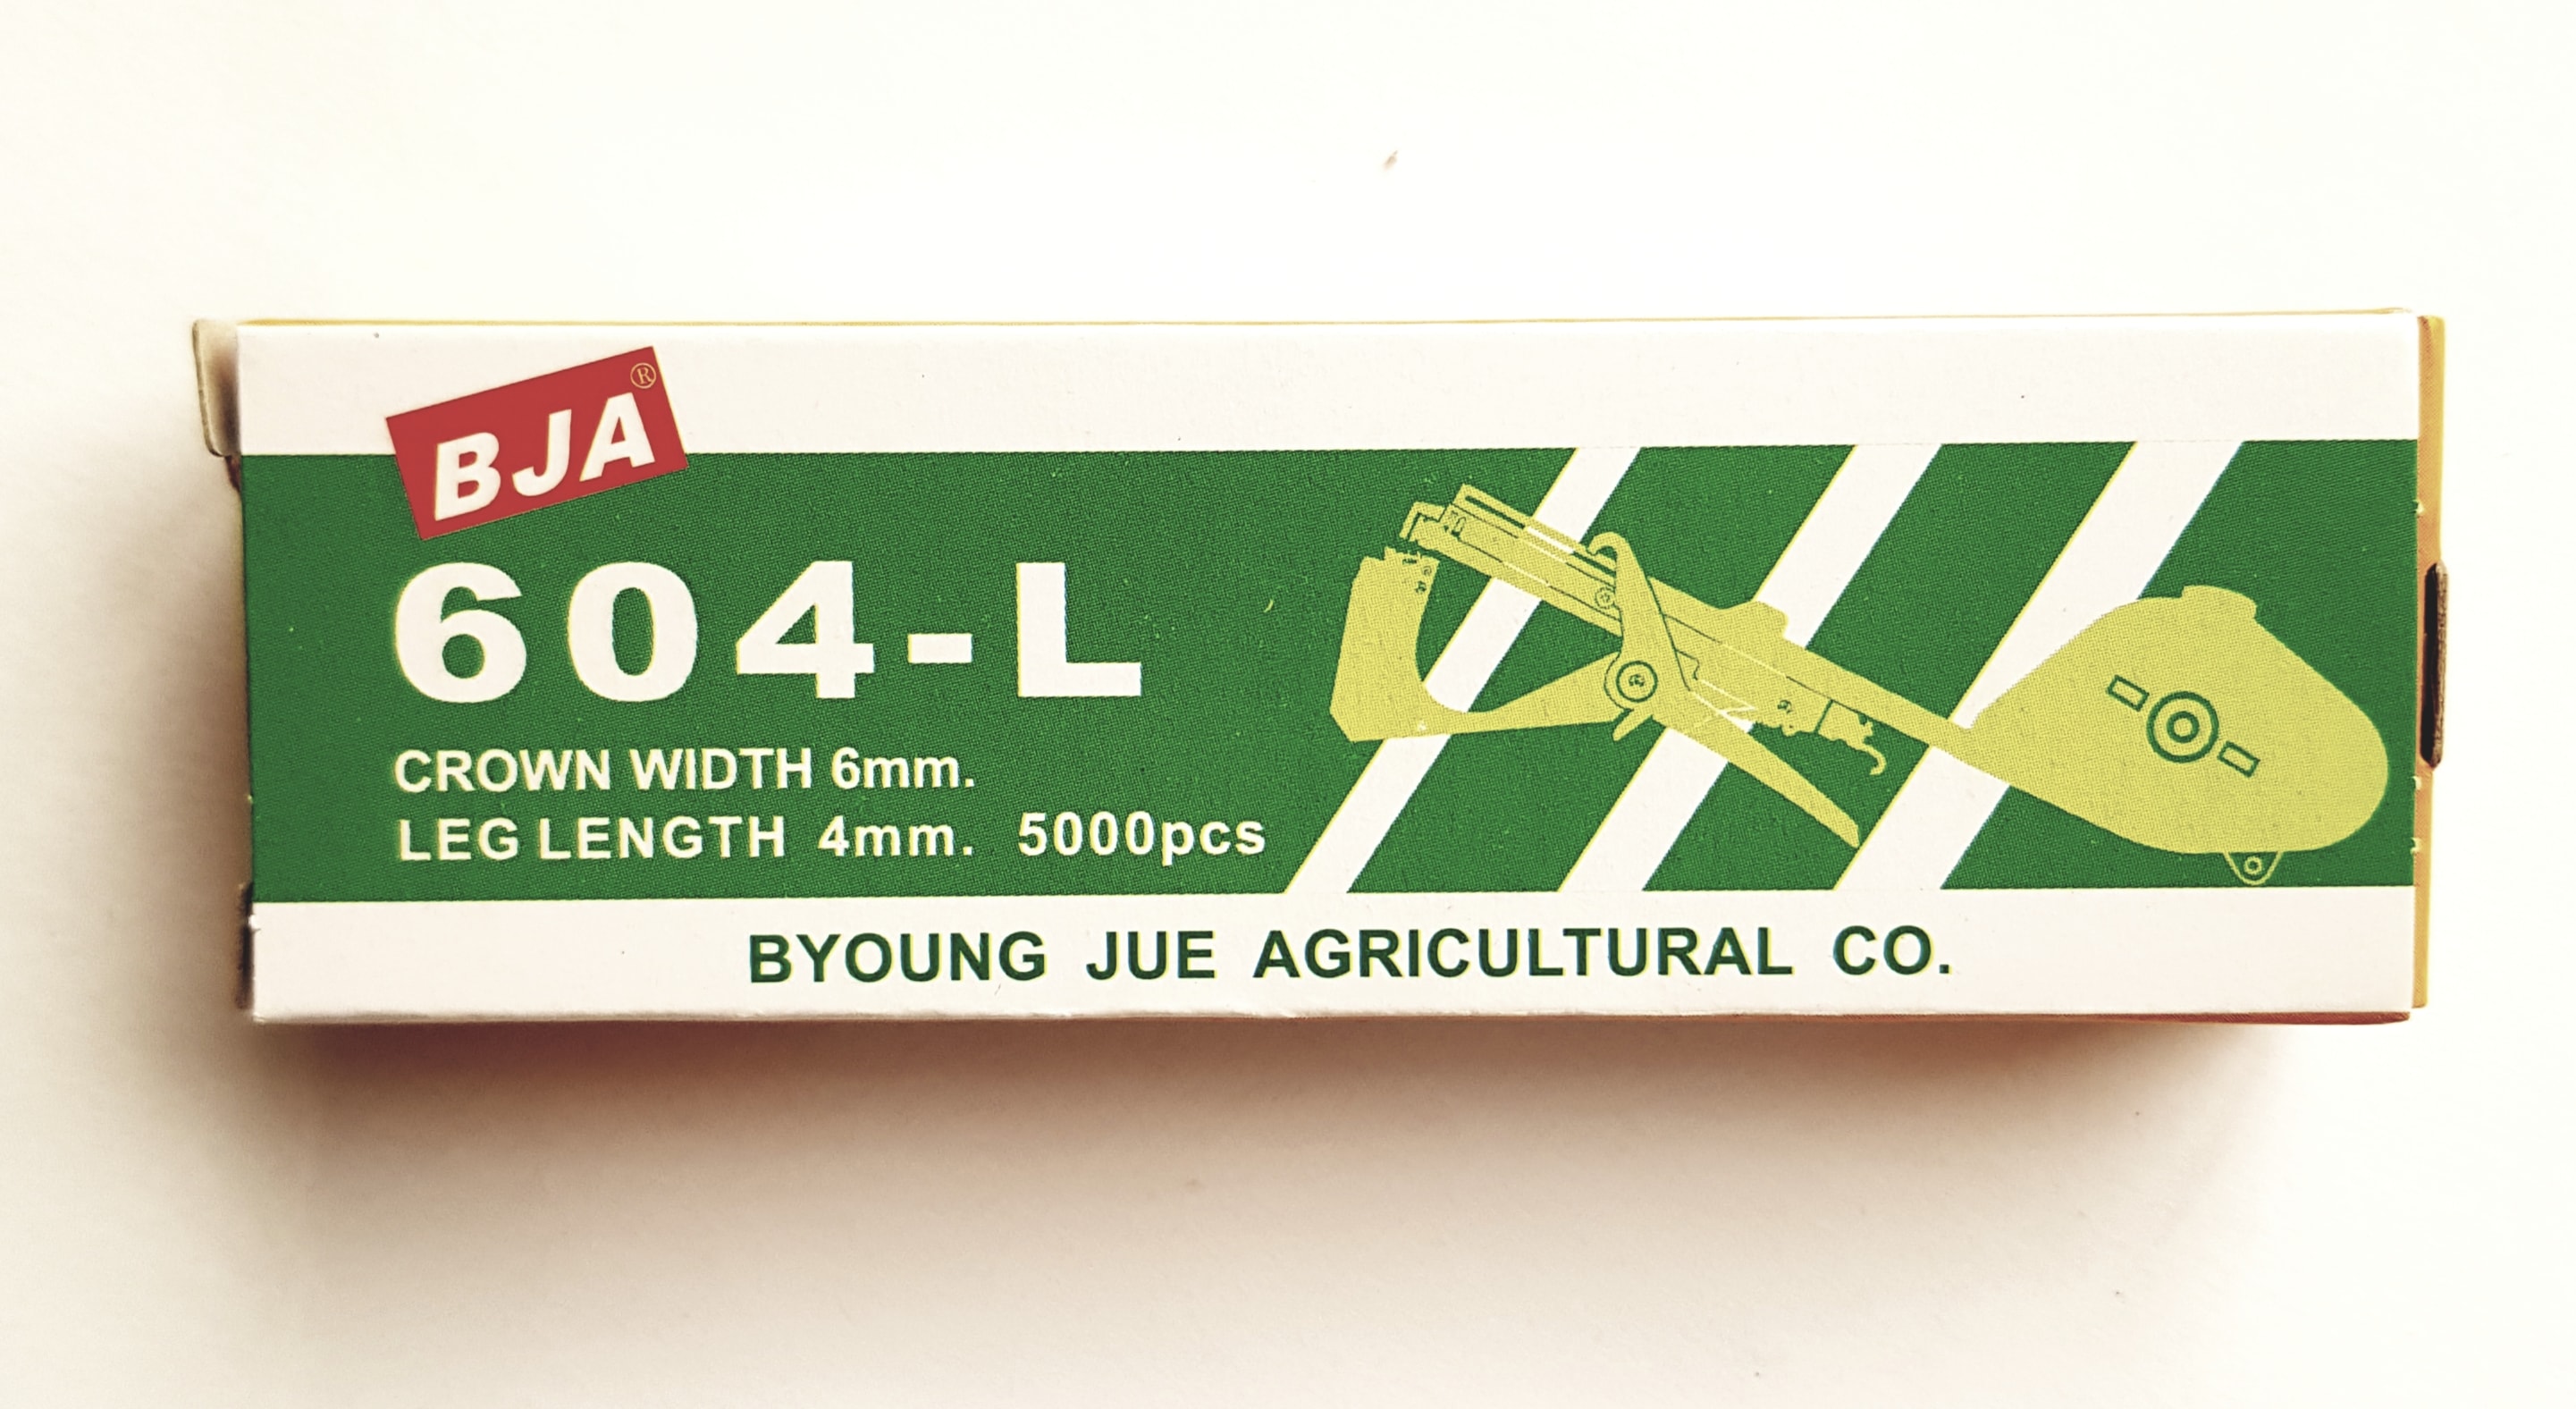 BJA®
604-L
CROWN WIDTH 6mm.
LEG LENGTH 4mm. 5000pcs
BYOUNG JUE AGRICULTURAL CO.